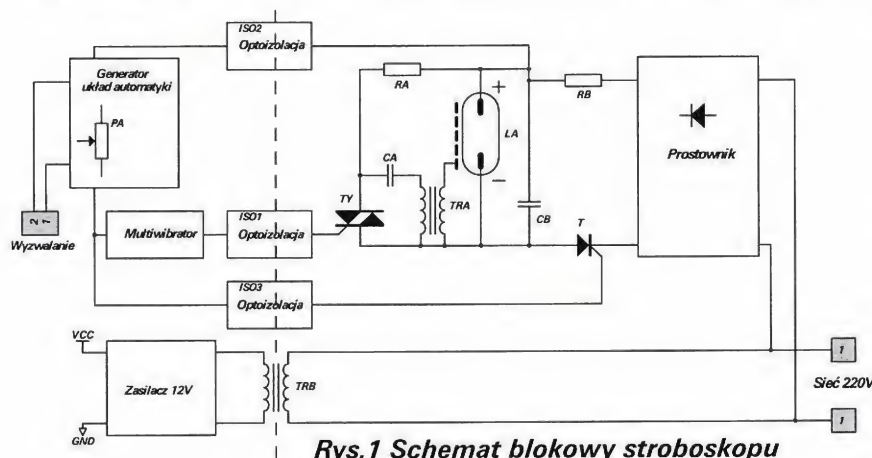 ISO2
Optoizolacja
Generator
układ automatyki
PA
RA
+
LA
RB
Prostownik
CA
TRA
–
TY
CB
T
2
1
Wyzwalanie
Multiwibrator
ISO1
Optoizolacja
ISO3
Optoizolacja
VCC
Zasilacz 12V
TRB
GND
1
Sieć 220V
1
Rys.1 Schemat blokowy stroboskopu